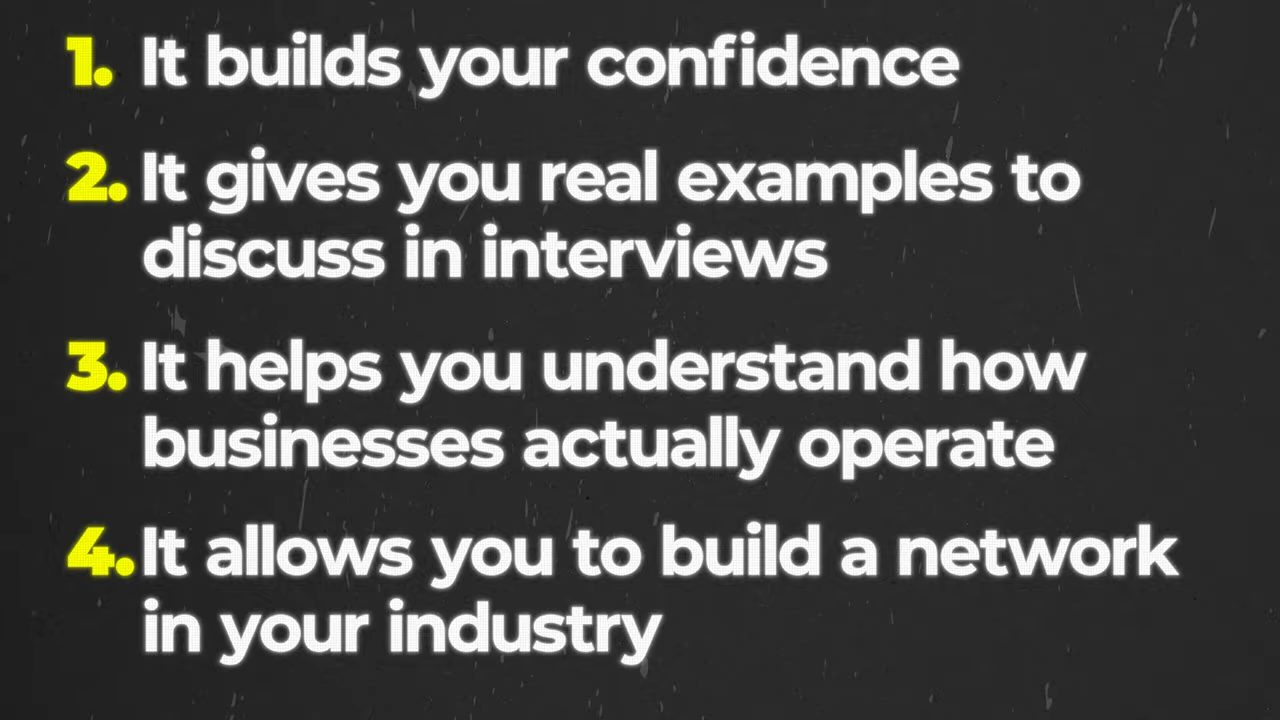 1. It builds your confidence
2. It gives you real examples to
discuss in interviews
3. It helps you understand how
businesses actually operate
4. It allows you to build a network
in your industry